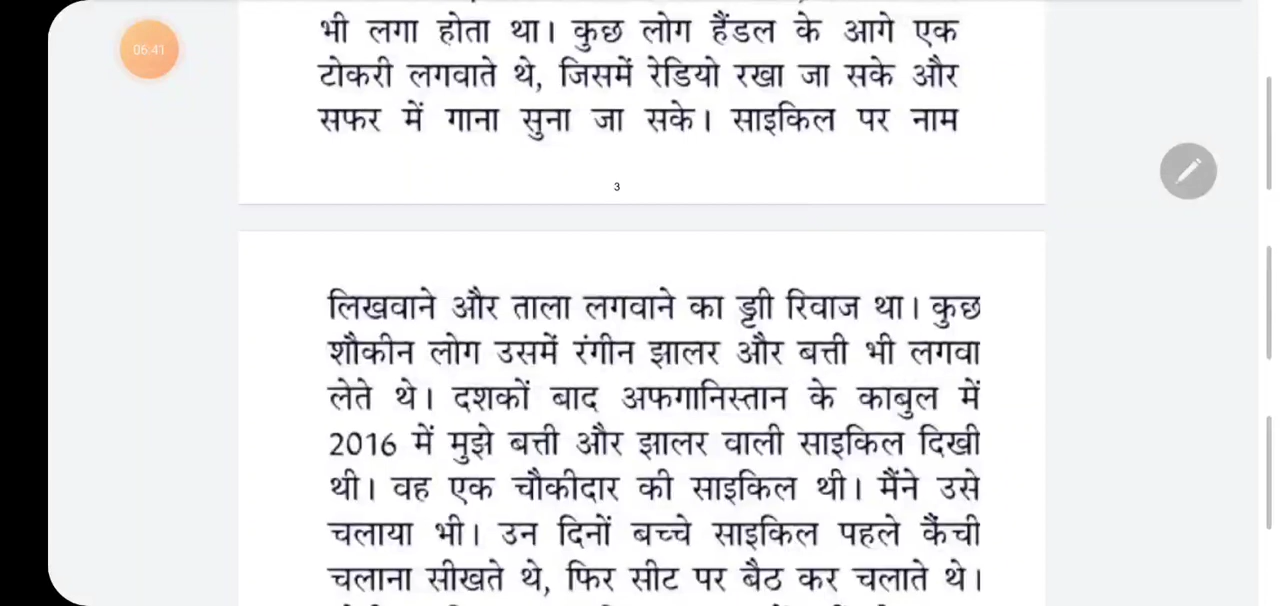 06:41
भी लगा होता था। कुछ लोग हैंडल के आगे एक
टोकरी लगवाते थे, जिसमें रेडियो रखा जा सके और
सफर में गाना सुना जा सके। साइकिल पर नाम
3
लिखवाने और ताला लगवाने का ड्डाी रिवाज था। कुछ
शौकीन लोग उसमें रंगीन झालर और बत्ती भी लगवा
लेते थे। दशकों बाद अफगानिस्तान के काबुल में
2016 में मुझे बत्ती और झालर वाली साइकिल दिखी
थी। वह एक चौकीदार की साइकिल थी। मैंने उसे
चलाया भी। उन दिनों बच्चे साइकिल पहले कैंची
चलाना सीखते थे, फिर सीट पर बैठ कर चलाते थे।